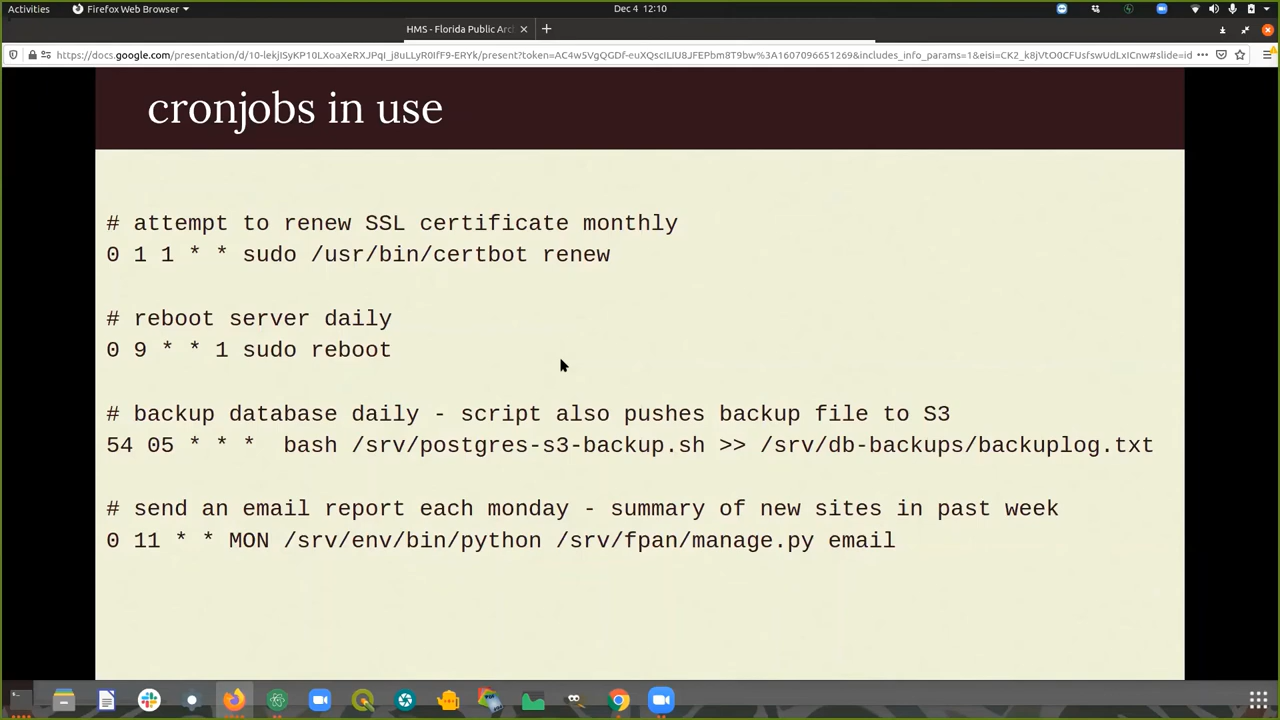 Activities
Firefox Web Browser
Dec 4 12:10
HMS - Florida Public Arc
cronjobs in use
# attempt to renew SSL certificate monthly
0 1 1 * * sudo /usr/bin/certbot renew
# reboot server daily
0 9 * * 1 sudo reboot
# backup database daily - script also pushes backup file to S3
54 05 * * * bash /srv/postgres-s3-backup.sh >> /srv/db-backups/backuplog.txt
# send an email report each monday - summary of new sites in past week
0 11 * * MON /srv/env/bin/python /srv/fpan/manage.py email